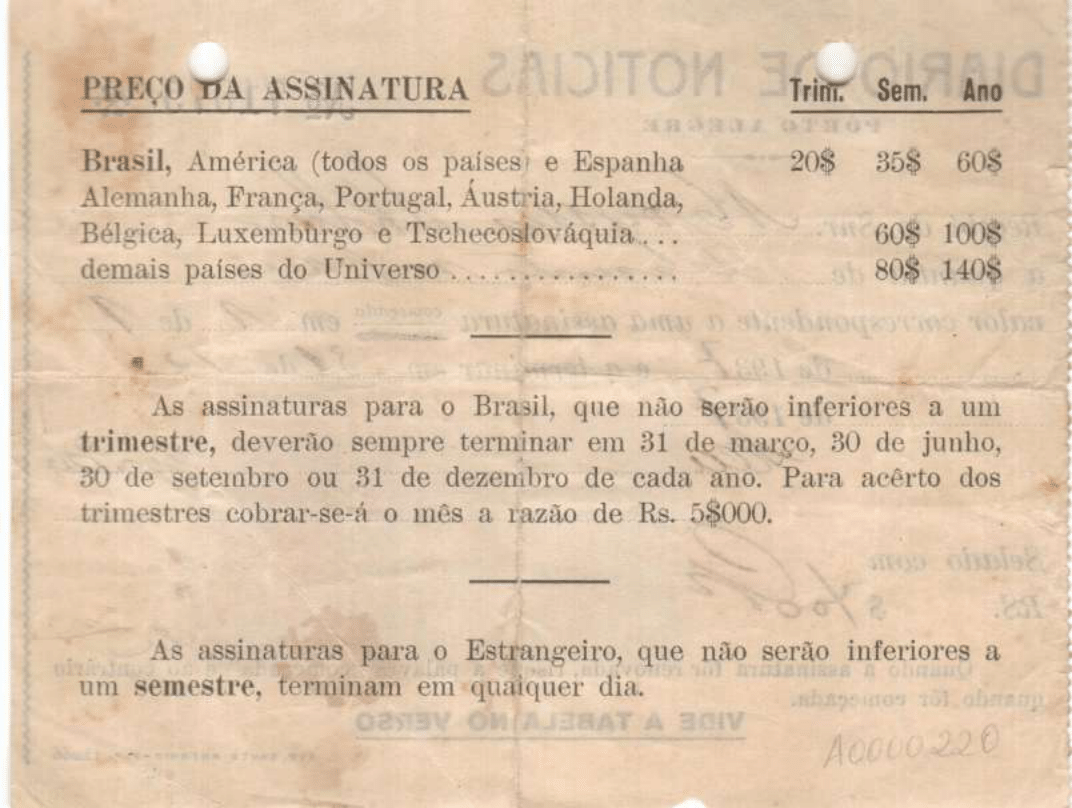 PREÇO DA ASSINATURA Trim. Sem. Ano
Brasil, América (todos os países) e Espanha 20$ 35$ 60$
Alemanha, França, Portugal, Áustria, Holanda,
Bélgica, Luxemburgo e Tschecoslováquia... 60$ 100$
demais países do Universo................. 80$ 140$
As assinaturas para o Brasil, que não serão inferiores a um
trimestre, deverão sempre terminar em 31 de março, 30 de junho,
30 de setembro ou 31 de dezembro de cada ano. Para acêrto dos
trimestres cobrar-se-á o mês a razão de Rs. 5$000.
As assinaturas para o Estrangeiro, que não serão inferiores a
um semestre, terminam em qualquer dia.
A0000220